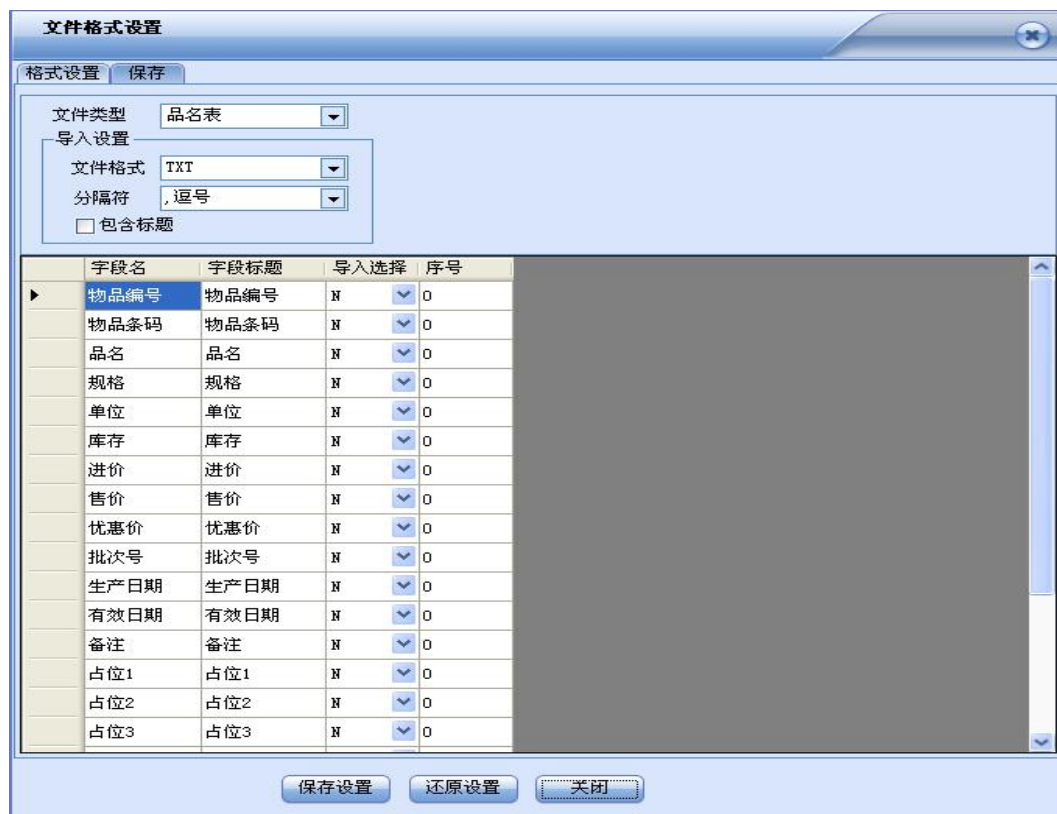 文件格式设置
格式设置 保存
文件类型 品名表
导入设置
文件格式 TXT
分隔符 ,逗号
包含标题
字段名 字段标题 导入选择 序号
物品编号 物品编号 N 0
物品条码 物品条码 N 0
品名 品名 N 0
规格 规格 N 0
单位 单位 N 0
库存 库存 N 0
进价 进价 N 0
售价 售价 N 0
优惠价 优惠价 N 0
批次号 批次号 N 0
生产日期 生产日期 N 0
有效日期 有效日期 N 0
备注 备注 N 0
占位1 占位1 N 0
占位2 占位2 N 0
占位3 占位3 N 0
保存设置 还原设置 关闭